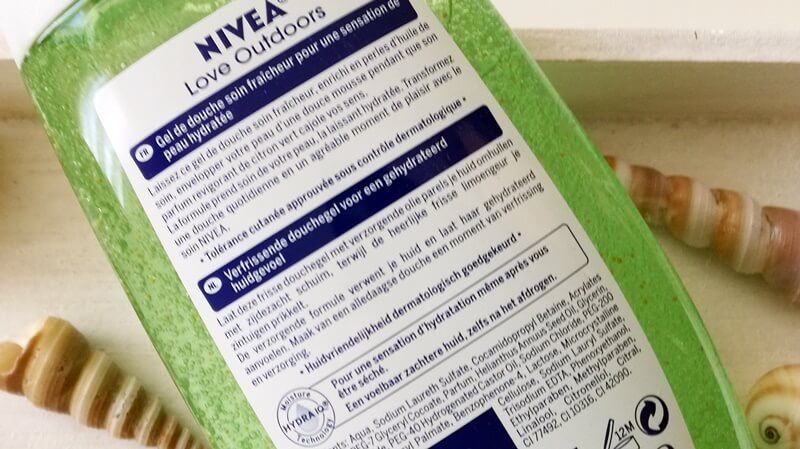 NIVEA®
Love Outdoors
FR Gel de douche soin fraîcheur pour une sensation de
peau hydratée
Laissez ce gel de douche soin fraîcheur, enrichi en perles d'huile de
soin, envelopper votre peau d'une douce mousse pendant que son
parfum revigorant de citron vert cajole vos sens.
La formule prend soin de votre peau, la laissant hydratée. Transformez
une douche quotidienne en un agréable moment de plaisir avec le
soin NIVEA.
• Tolérance cutanée approuvée sous contrôle dermatologique •
NL Verfrissende douchegel voor een gehydrateerd
huidgevoel
Laat deze frisse douchegel met verzorgende olie parels je huid omhullen
met zijdezacht schuim, terwijl de heerlijke frisse limoengeur je
zintuigen prikkelt.
De verzorgende formule verwent je huid en laat haar gehydrateerd
aanvoelen. Maak van een alledaagse douche een moment van verfrissing
en verzorging.
• Huidvriendelijkheid dermatologisch goedgekeurd •
Moisture
HYDRA IQ
Technology
Pour une sensation d'hydratation même après vous
être séché.
Een voelbaar zachtere huid, zelfs na het afdrogen.
Aqua, Sodium Laureth Sulfate, Cocamidopropyl Betaine, Acrylates
PEG-7 Glyceryl Cocoate, Parfum, Helianthus Annuus Seed Oil, Glycerin,
PEG-40 Hydrogenated Castor Oil, Sodium Chloride, PEG-200
Palmate, Benzophenone-4, Lactose, Microcrystalline
Cellulose, Sodium Lauryl Sulfate,
Trisodium EDTA, Phenoxyethanol,
Ethylparaben, Methylparaben,
Linalool, Citronellol, Citral,
CI 77492, CI 10316, CI 42090.
12M